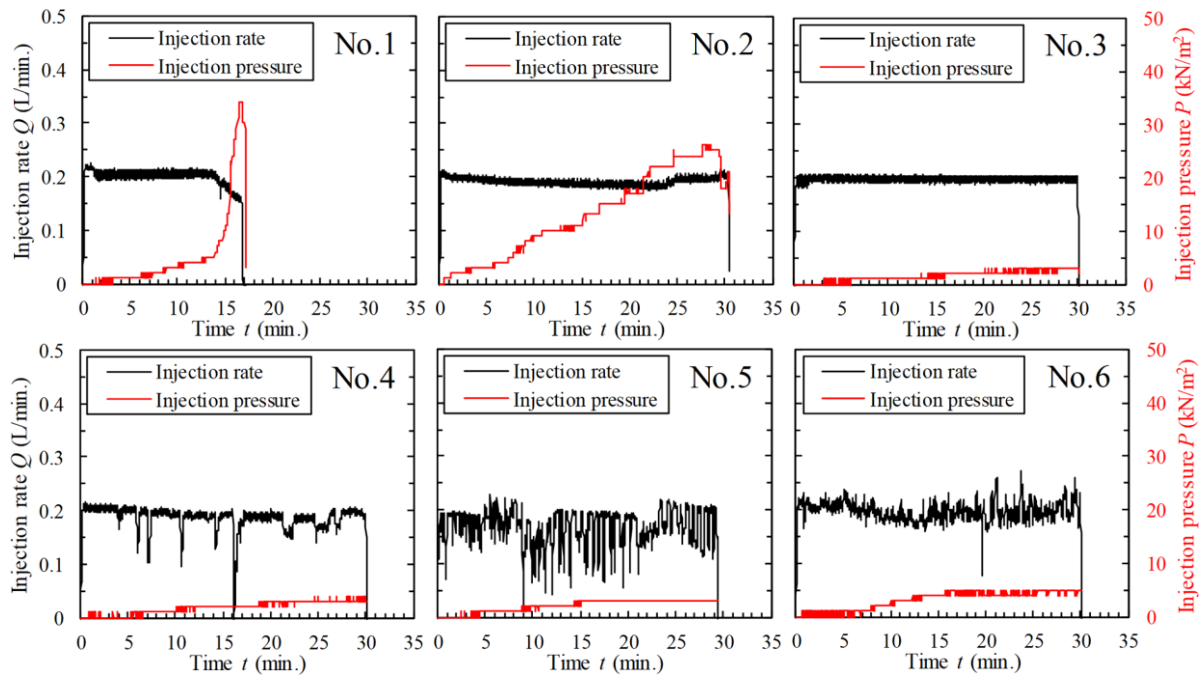 Injection rate Q (L/min.)
0.5
0.4
0.3
0.2
0.1
0
Injection rate
Injection pressure
No.1
0 5 10 15 20 25 30 35
Time t (min.)
Injection rate
Injection pressure
No.2
0 5 10 15 20 25 30 35
Time t (min.)
Injection rate
Injection pressure
No.3
0 5 10 15 20 25 30 35
Time t (min.)
50
40
30
20
10
0
Injection pressure P (kN/m²)
Injection rate Q (L/min.)
0.5
0.4
0.3
0.2
0.1
0
Injection rate
Injection pressure
No.4
0 5 10 15 20 25 30 35
Time t (min.)
Injection rate
Injection pressure
No.5
0 5 10 15 20 25 30 35
Time t (min.)
Injection rate
Injection pressure
No.6
0 5 10 15 20 25 30 35
Time t (min.)
50
40
30
20
10
0
Injection pressure P (kN/m²)